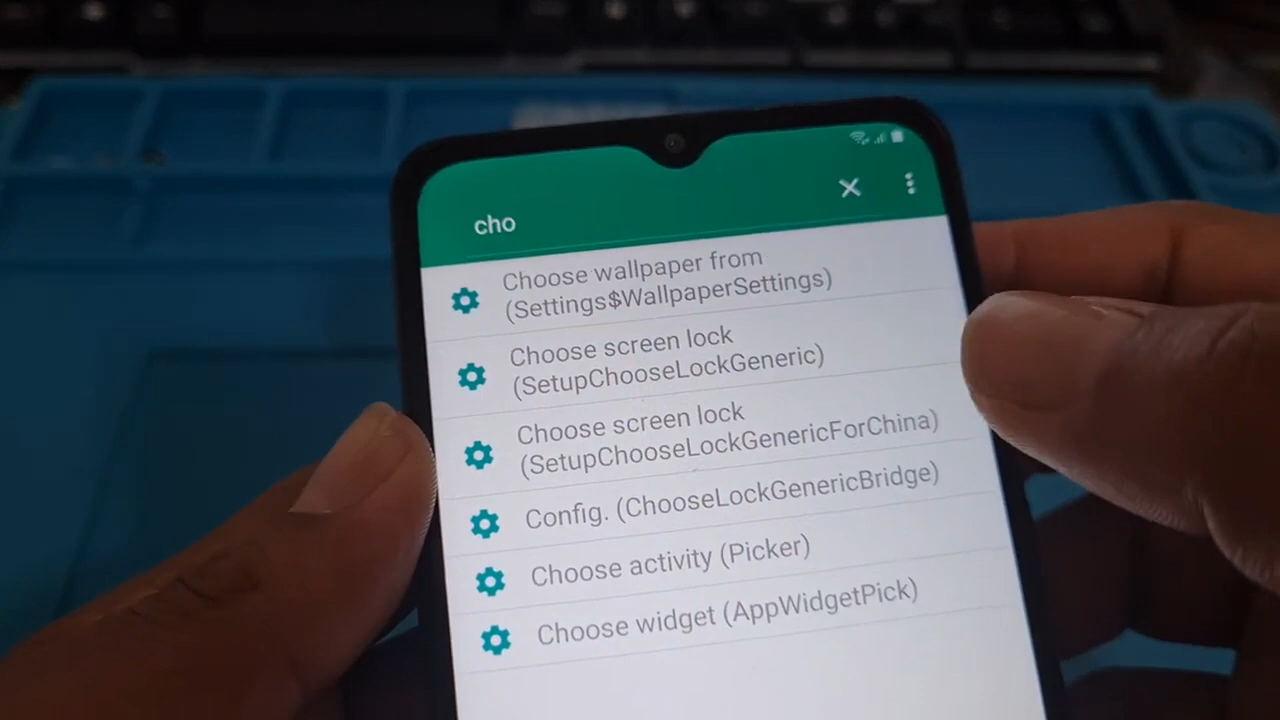 cho
Choose wallpaper from
(Settings$WallpaperSettings)
Choose screen lock
(SetupChooseLockGeneric)
Choose screen lock
(SetupChooseLockGenericForChina)
Config. (ChooseLockGenericBridge)
Choose activity (Picker)
Choose widget (AppWidgetPick)